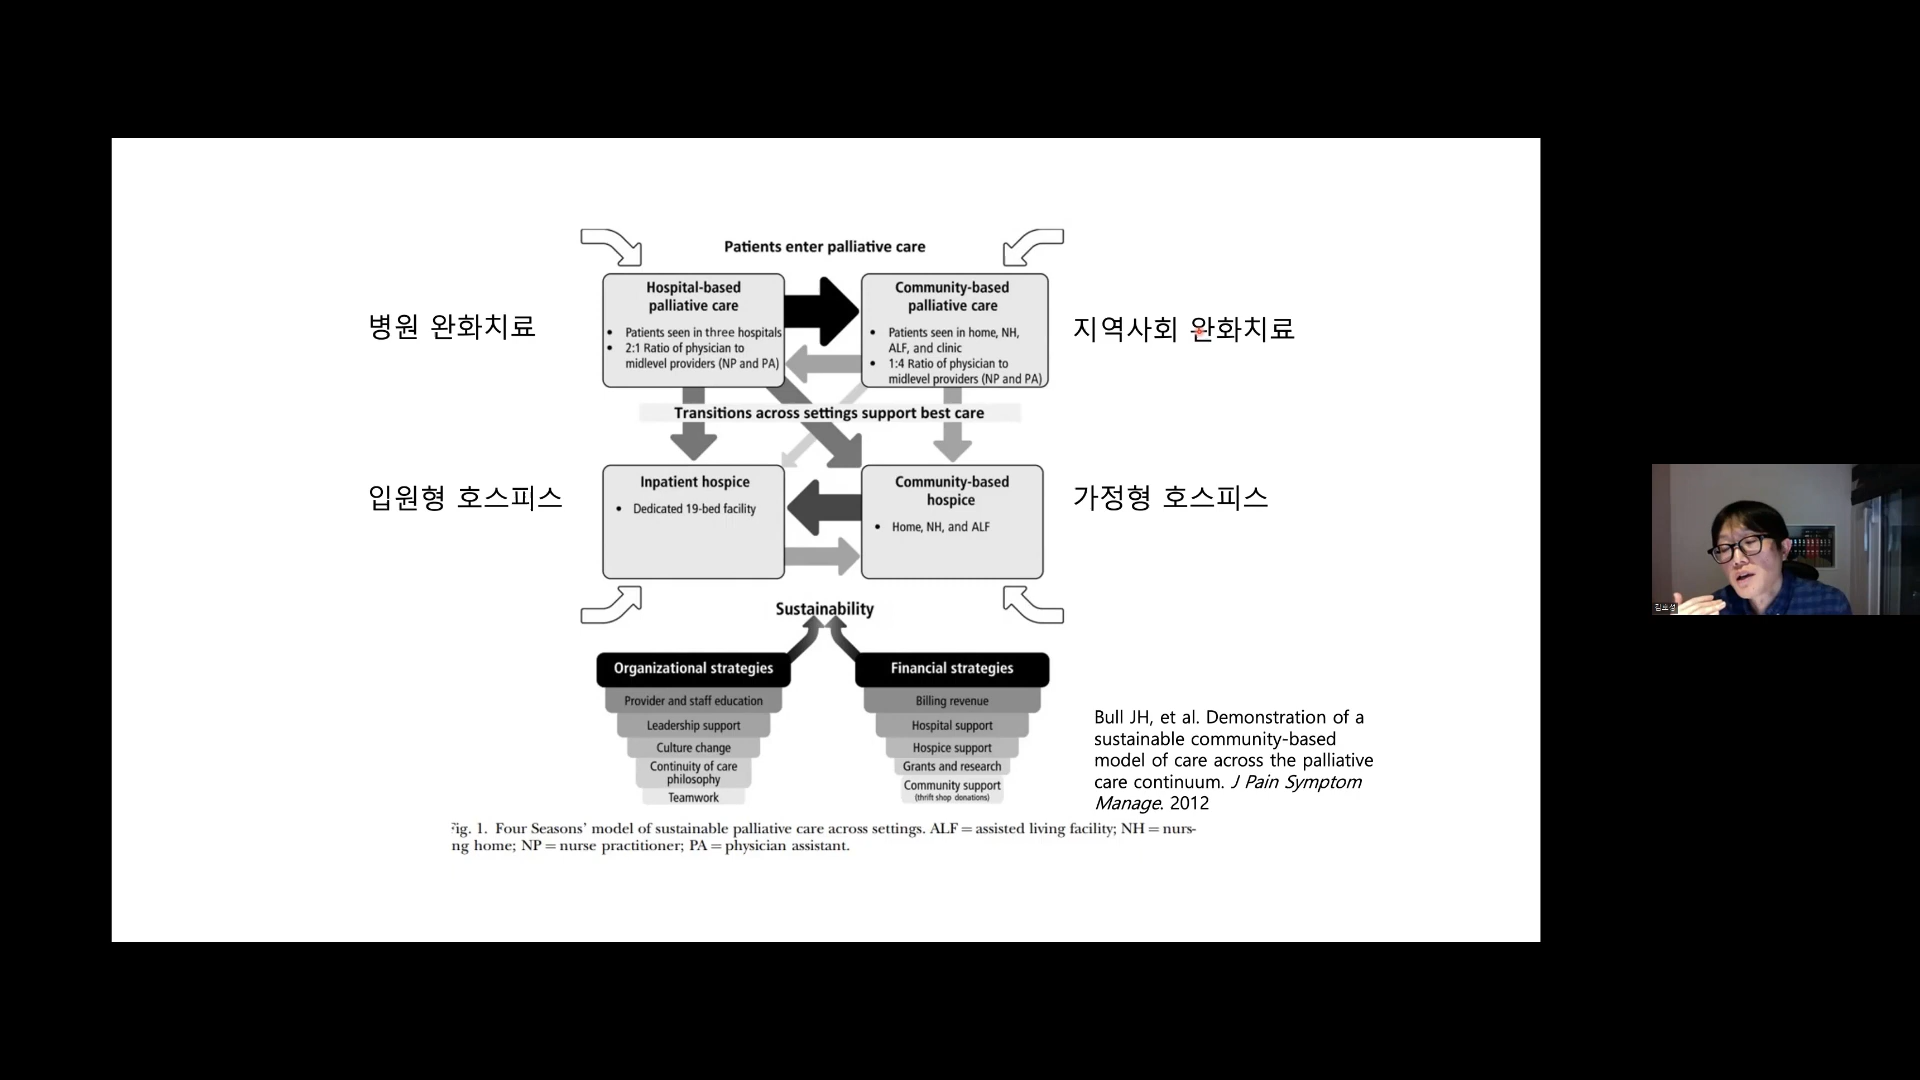 Patients enter palliative care
병원 완화치료
Hospital-based
palliative care
• Patients seen in three hospitals
• 2:1 Ratio of physician to
midlevel providers (NP and PA)
Community-based
palliative care
• Patients seen in home, NH,
ALF, and clinic
• 1:4 Ratio of physician to
midlevel providers (NP and PA)
지역사회 완화치료
Transitions across settings support best care
입원형 호스피스
Inpatient hospice
• Dedicated 19-bed facility
Community-based
hospice
• Home, NH, and ALF
가정형 호스피스
Sustainability
Organizational strategies
Provider and staff education
Leadership support
Culture change
Continuity of care
philosophy
Teamwork
Financial strategies
Billing revenue
Hospital support
Hospice support
Grants and research
Community support
(thrift shop donations)
Bull JH, et al. Demonstration of a
sustainable community-based
model of care across the palliative
care continuum. J Pain Symptom
Manage. 2012
Fig. 1. Four Seasons' model of sustainable palliative care across settings. ALF = assisted living facility; NH = nurs-
ng home; NP = nurse practitioner; PA = physician assistant.